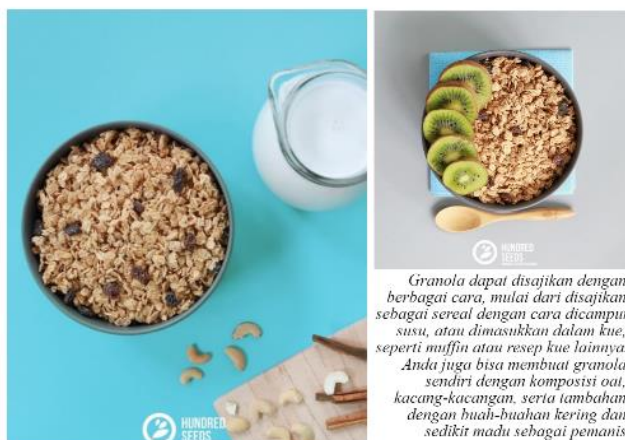 HUNDRED
SEEDS
HUNDRED
SEEDS
Granola dapat disajikan dengan
berbagai cara, mulai dari disajikan
sebagai sereal dengan cara dicampur
susu, atau dimasukkan dalam kue,
seperti muffin atau resep kue lainnya
Anda juga bisa membuat granola
sendiri dengan komposisi oat,
kacang-kacangan, serta tambahan
dengan buah-buahan kering dan
sedikit madu sebagai pemanis